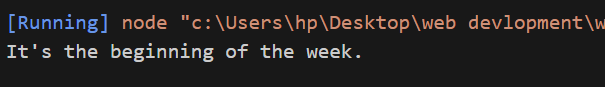 [Running] node "c:\Users\hp\Desktop\web devlopment\w
It's the beginning of the week.